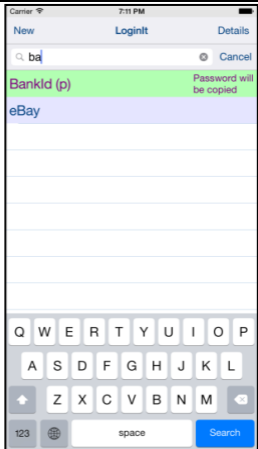 Carrier 7:11 PM
New LoginIt Details
ba Cancel
BankId (p) Password will
be copied
eBay
Q W E R T Y U I O P
A S D F G H J K L
Z X C V B N M
123 space Search